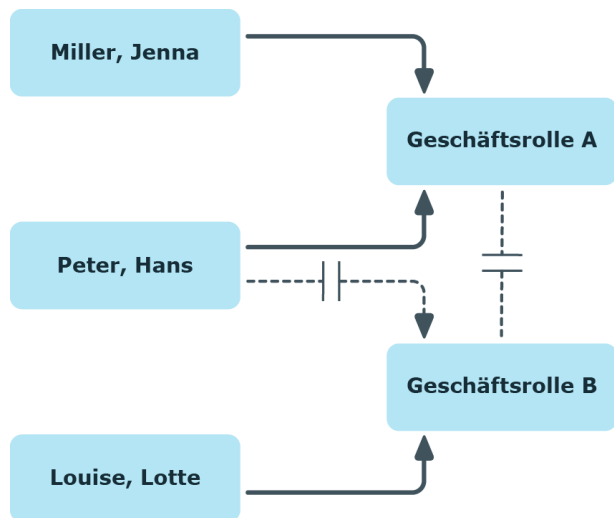 Miller, Jenna
Geschäftsrolle A
Peter, Hans
Geschäftsrolle B
Louise, Lotte